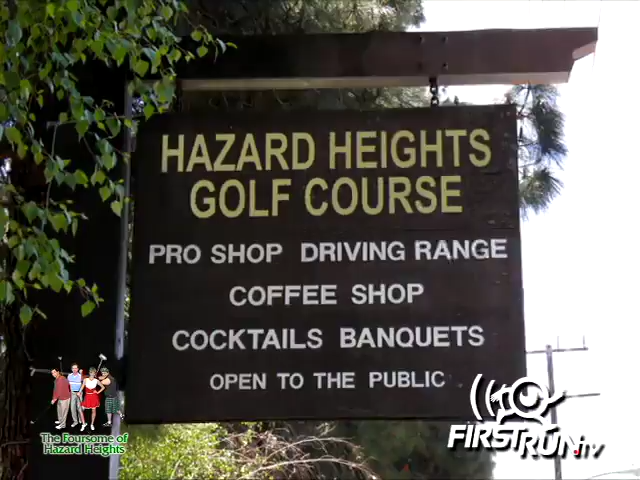 HAZARD HEIGHTS
GOLF COURSE
PRO SHOP DRIVING RANGE
COFFEE SHOP
COCKTAILS BANQUETS
OPEN TO THE PUBLIC
The Foursome of
Hazard Heights
FIRSTRUN.tv